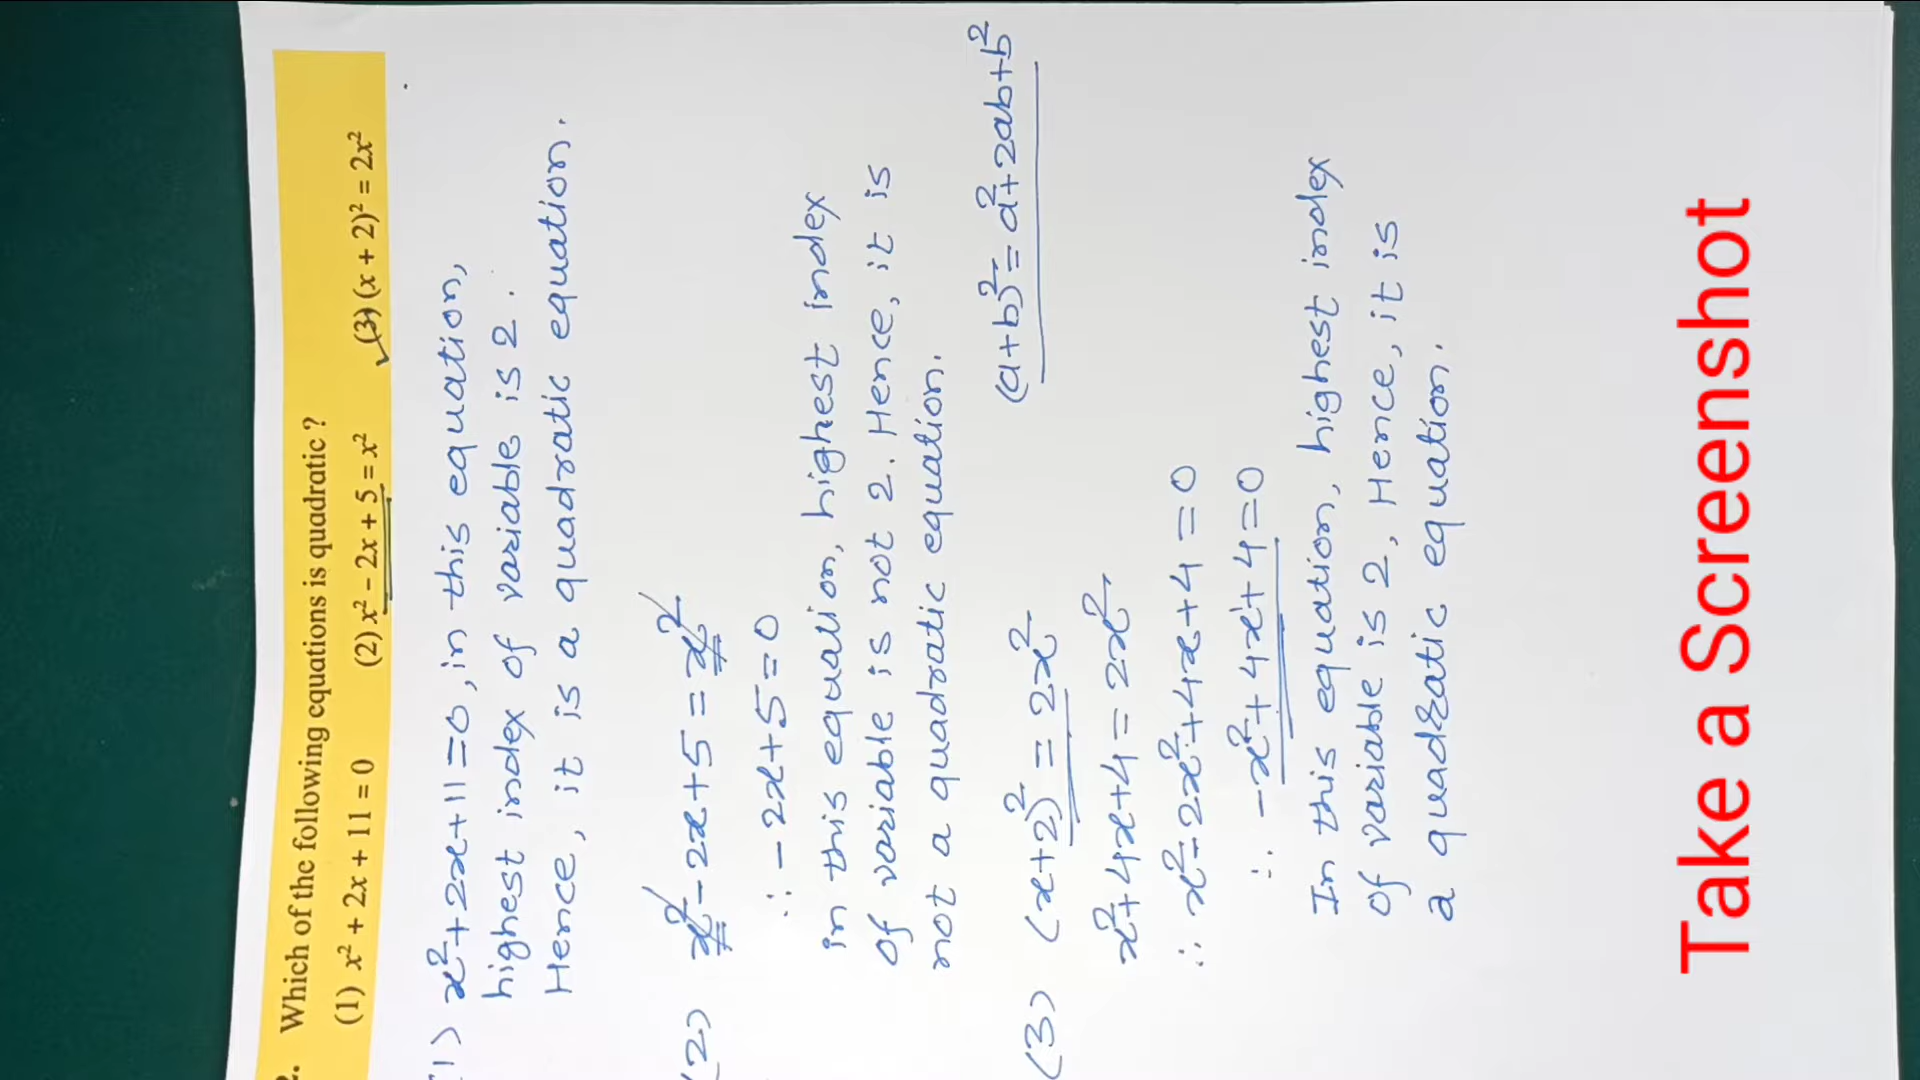 2. Which of the following equations is quadratic ?
(1) x² + 2x + 11 = 0 (2) x² - 2x + 5 = x² (3) (x + 2)² = 2x²
(1) x²+2x+11=0, in this equation,
highest index of variable is 2.
Hence, it is a quadratic equation.
(2) x²-2x+5=x²
∴ -2x+5=0
in this equation, highest index
of variable is not 2. Hence, it is
not a quadratic equation.
(3) (x+2)²=2x² (a+b)²=a²+2ab+b²
x²+4x+4=2x²
∴ x²-2x²+4x+4=0
∴ -x²+4x+4=0
In this equation, highest index
of variable is 2, Hence, it is
a quadratic equation.
Take a Screenshot